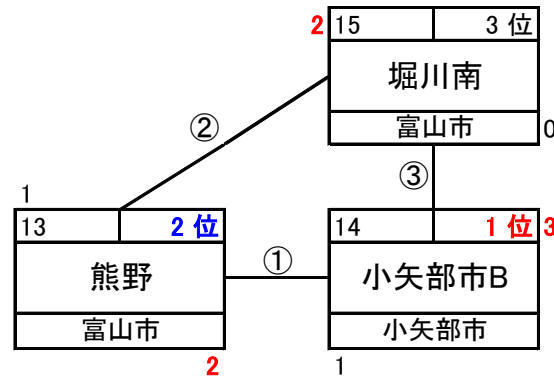 2 15 3 位
堀川南
富山市 0
②
③
1
13 2 位
熊野
富山市
2
①
14 1 位 3
小矢部市B
小矢部市
1